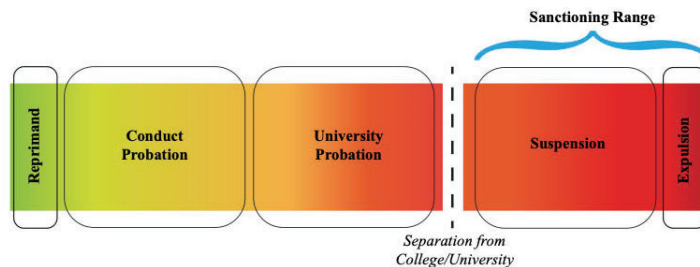 Sanctioning Range
Reprimand
Conduct
Probation
University
Probation
Suspension
Expulsion
Separation from
College/University